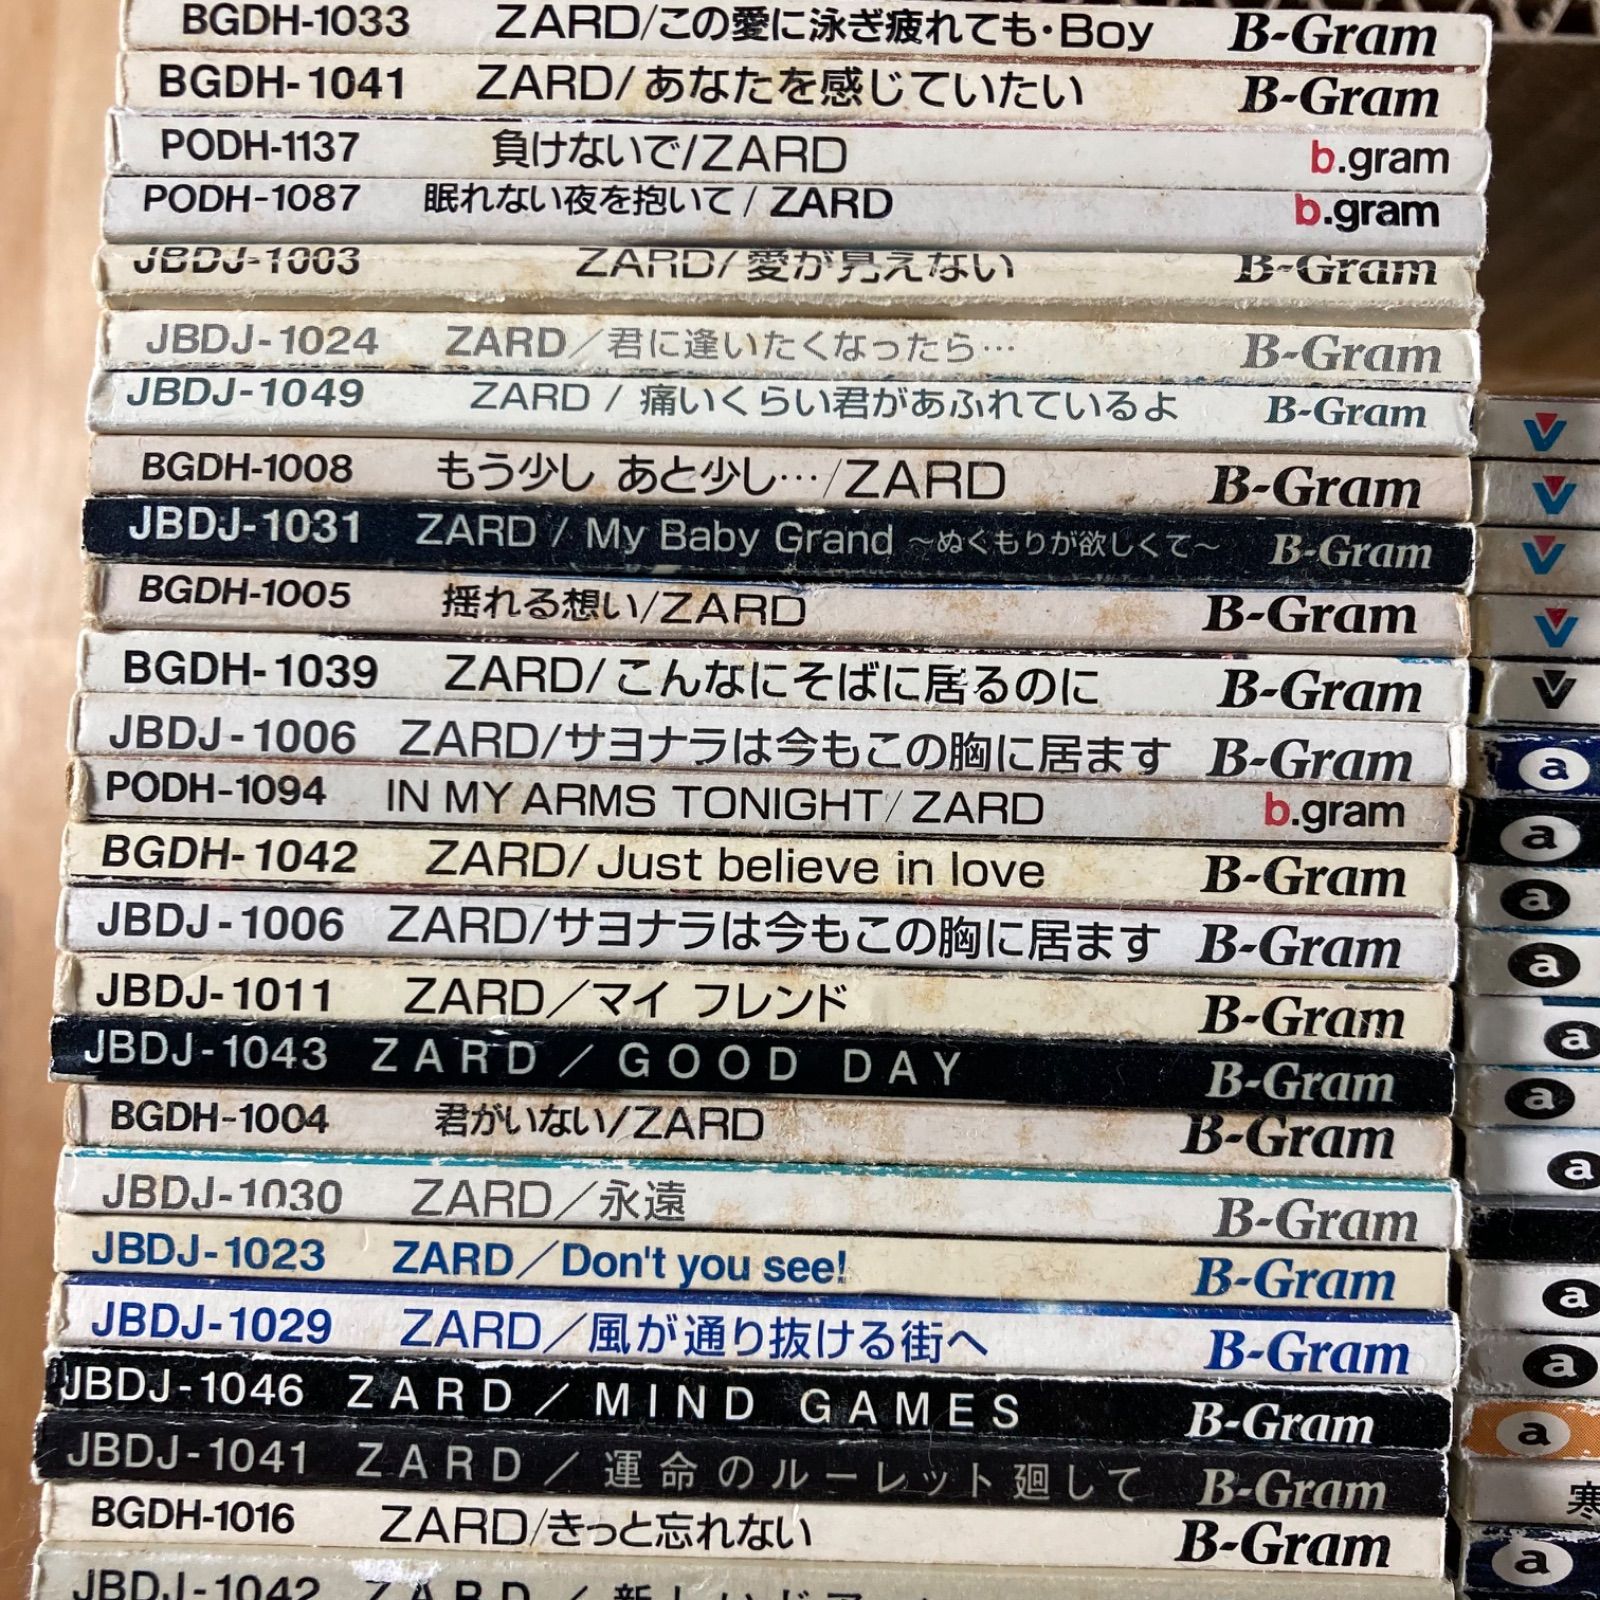 BGDH-1033 ZARD/この愛に泳ぎ疲れても・Boy B-Gram
BGDH-1041 ZARD/あなたを感じていたい B-Gram
PODH-1137 負けないで/ZARD b.gram
PODH-1087 眠れない夜を抱いて/ZARD b.gram
JBDJ-1003 ZARD/愛が見えない B-Gram
JBDJ-1024 ZARD/君に逢いたくなったら… B-Gram
JBDJ-1049 ZARD / 痛いくらい君があふれているよ B-Gram
BGDH-1008 もう少し あと少し…/ZARD B-Gram
JBDJ-1031 ZARD / My Baby Grand ～ぬくもりが欲しくて～ B-Gram
BGDH-1005 揺れる想い/ZARD B-Gram
BGDH-1039 ZARD/こんなにそばに居るのに B-Gram
JBDJ-1006 ZARD/サヨナラは今もこの胸に居ます B-Gram
PODH-1094 IN MY ARMS TONIGHT/ZARD b.gram
BGDH-1042 ZARD/Just believe in love B-Gram
JBDJ-1006 ZARD/サヨナラは今もこの胸に居ます B-Gram
JBDJ-1011 ZARD/マイ フレンド B-Gram
JBDJ-1043 ZARD / GOOD DAY B-Gram
BGDH-1004 君がいない/ZARD B-Gram
JBDJ-1030 ZARD/永遠 B-Gram
JBDJ-1023 ZARD/Don't you see! B-Gram
JBDJ-1029 ZARD/風が通り抜ける街へ B-Gram
JBDJ-1046 ZARD / MIND GAMES B-Gram
JBDJ-1041 ZARD / 運命のルーレット廻して B-Gram
BGDH-1016 ZARD/きっと忘れない B-Gram
JBDJ-1042 ZARD / 新しいドア
a
a
a
a
a
a
a
a
a
a
寒
a